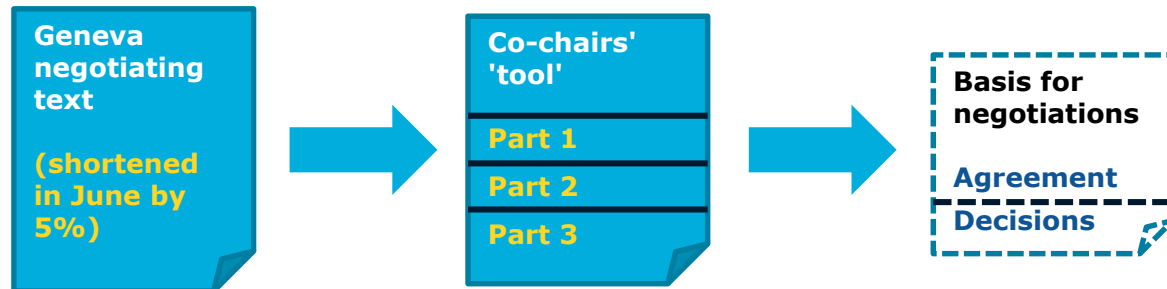 Geneva
negotiating
text
(shortened
in June by
5%)
Co-chairs'
'tool'
Part 1
Part 2
Part 3
Basis for
negotiations
Agreement
Decisions